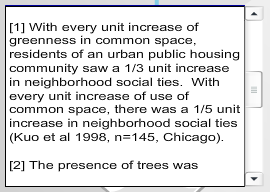 [1] With every unit increase of
greenness in common space,
residents of an urban public housing
community saw a 1/3 unit increase
in neighborhood social ties.  With
every unit increase of use of
common space, there was a 1/5 unit
increase in neighborhood social ties
(Kuo et al 1998, n=145, Chicago).

[2] The presence of trees was